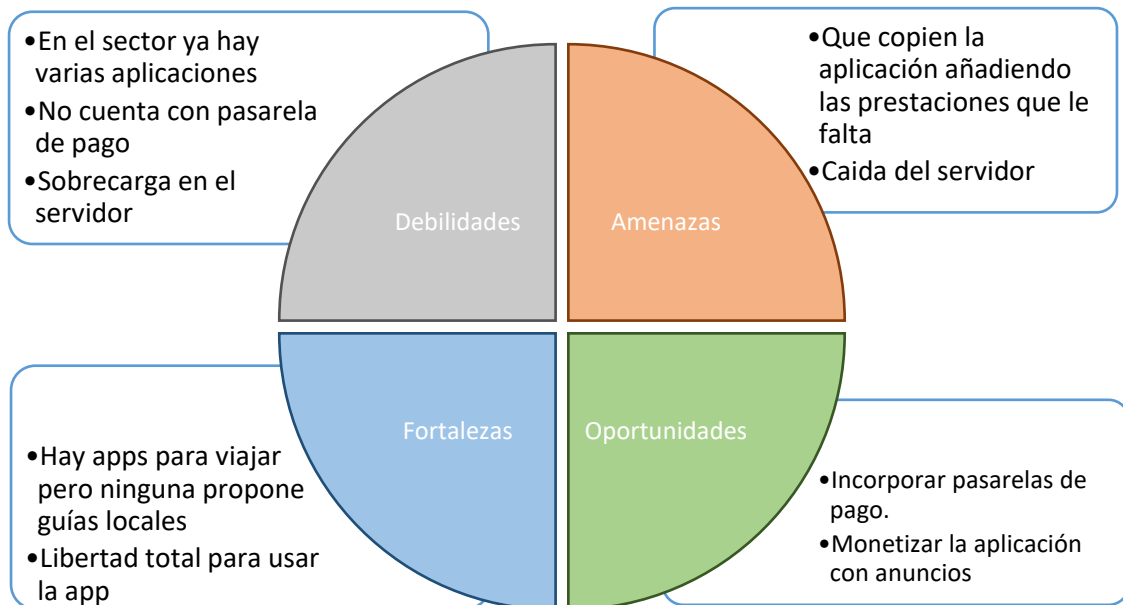 •En el sector ya hay
varias aplicaciones
•No cuenta con pasarela
de pago
•Sobrecarga en el
servidor
•Que copien la
aplicación añadiendo
las prestaciones que le
falta
•Caida del servidor
Debilidades
Amenazas
Fortalezas
Oportunidades
•Hay apps para viajar
pero ninguna propone
guías locales
•Libertad total para usar
la app
•Incorporar pasarelas de
pago.
•Monetizar la aplicación
con anuncios